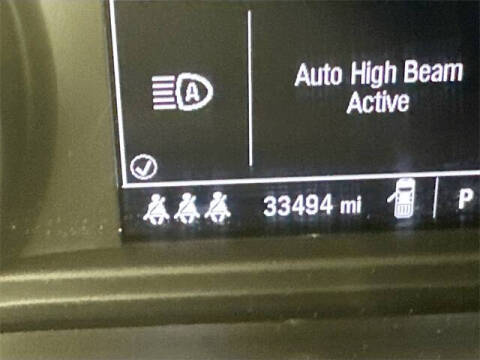 A
Auto High Beam
Active
33494 mi
P